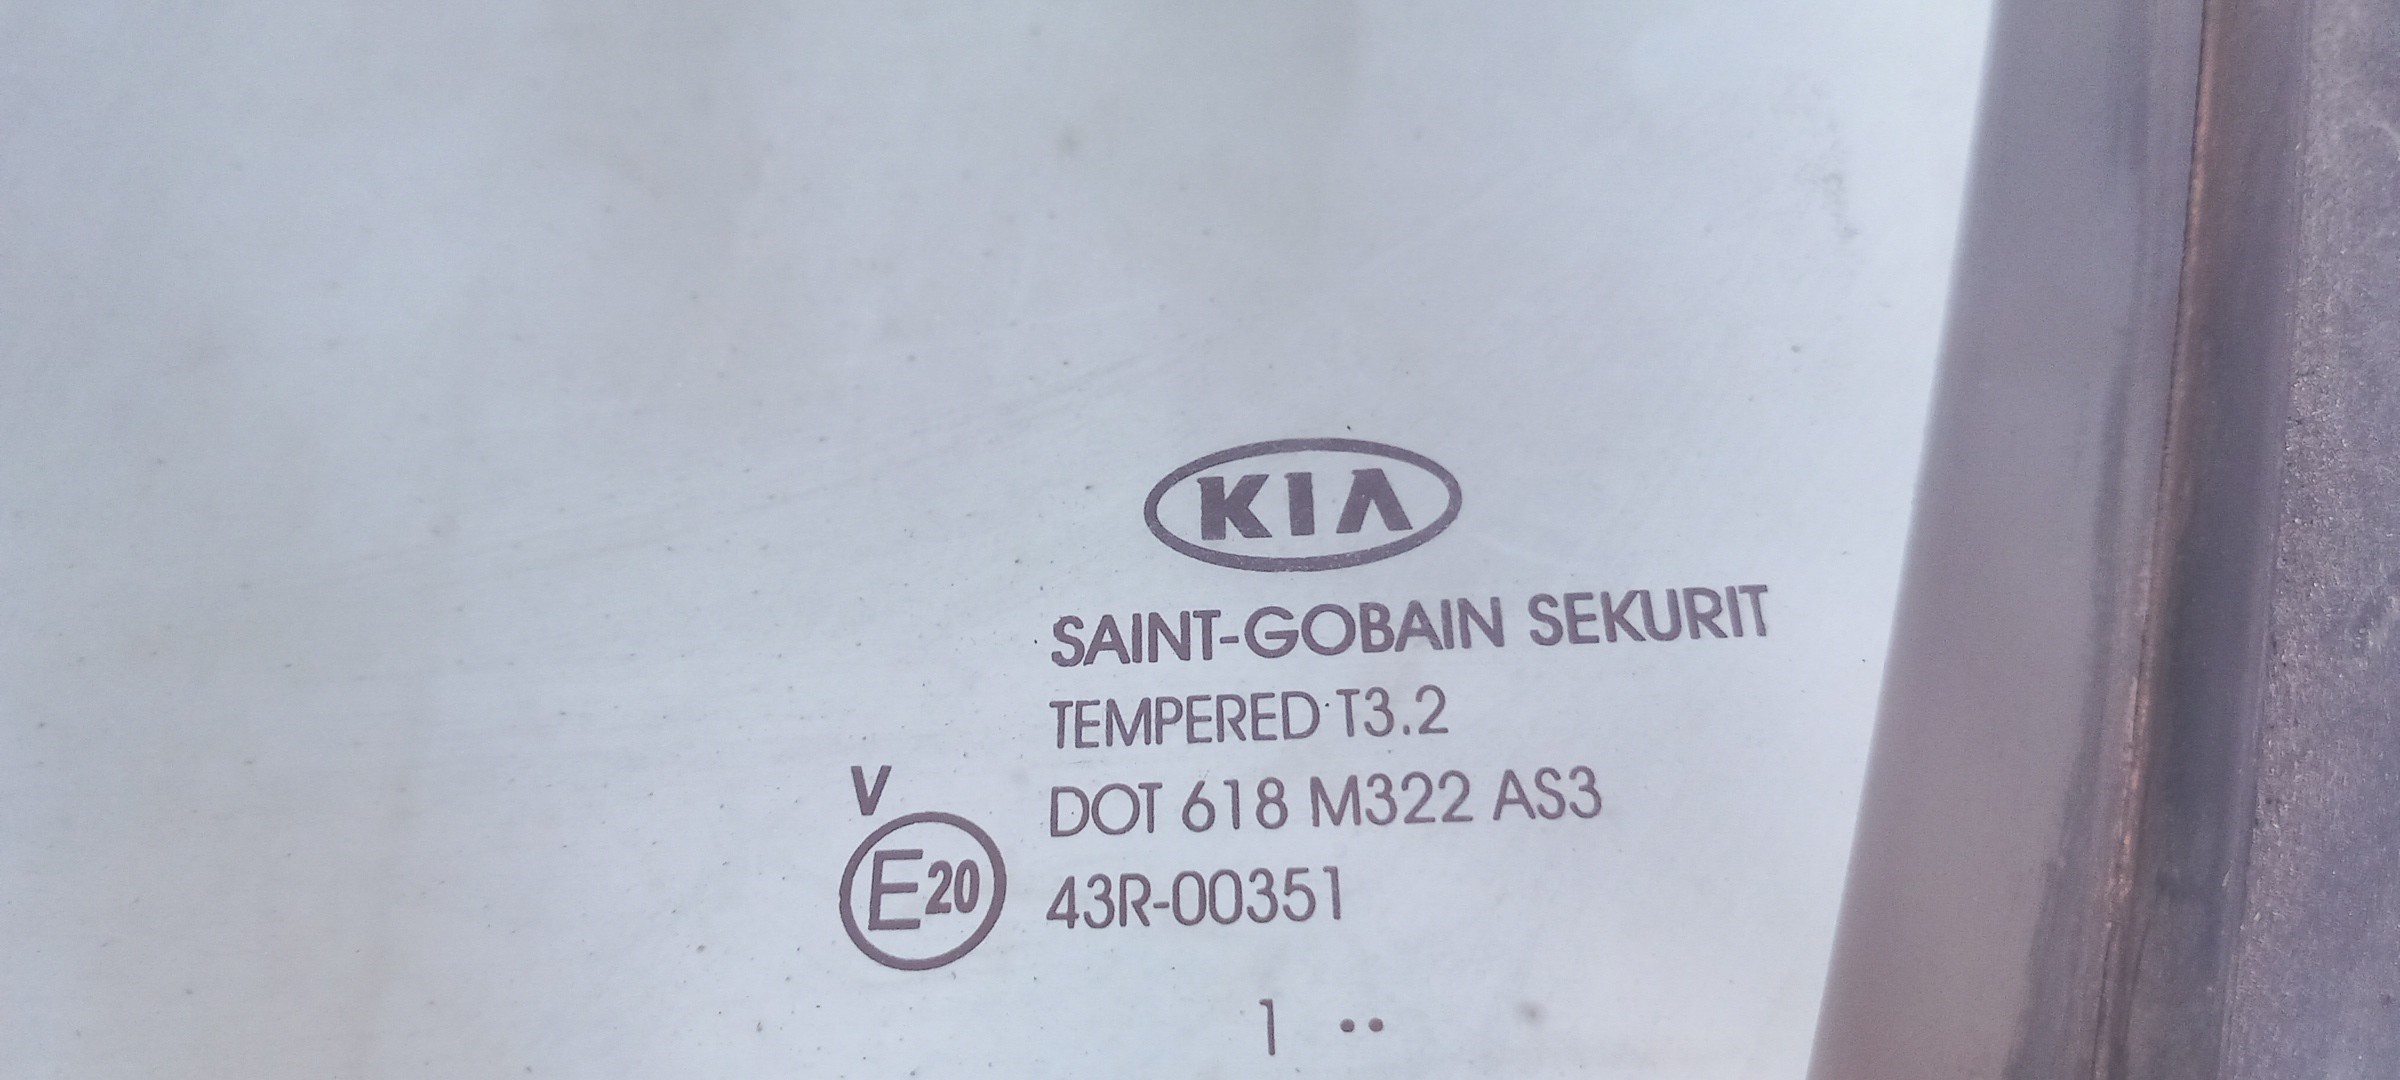 KIA
SAINT-GOBAIN SEKURIT
TEMPERED T3.2
V
DOT 618 M322 AS3
E20
43R-00351
1 ··